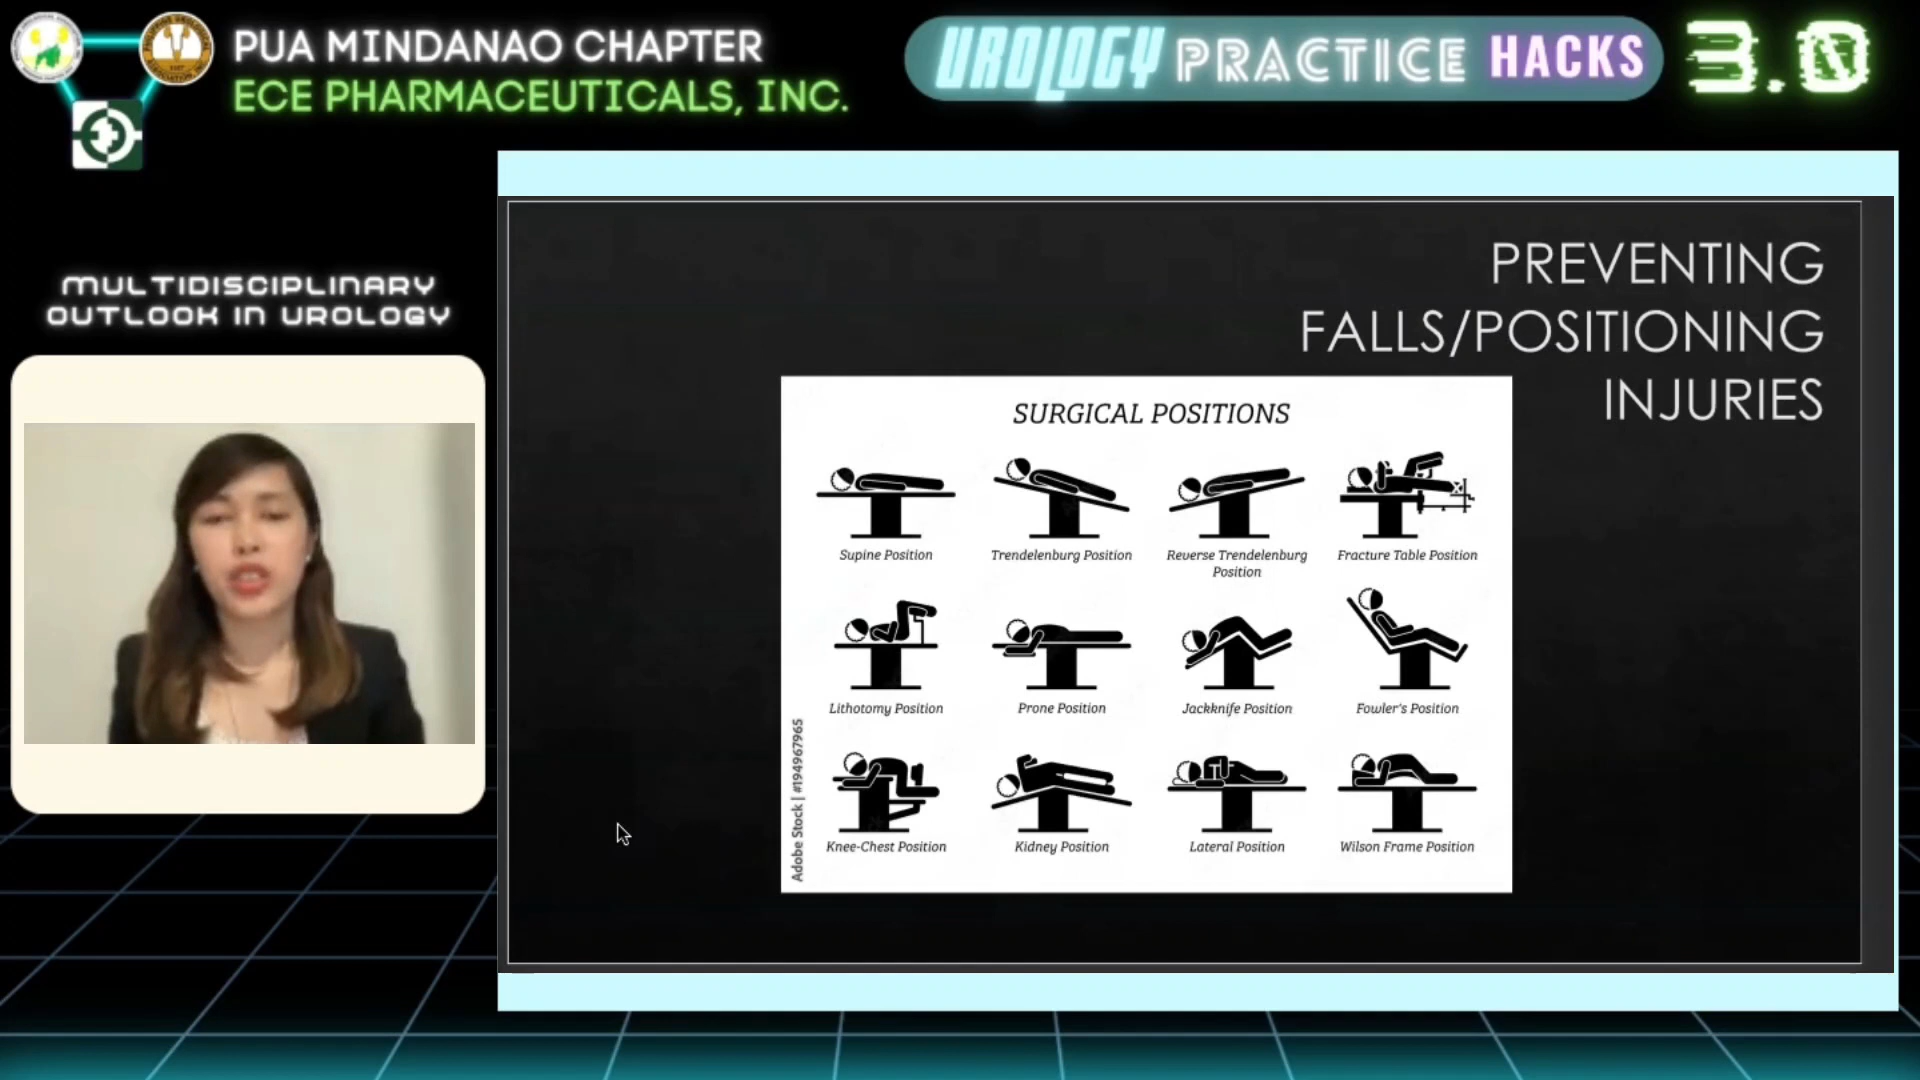 PUA MINDANAO CHAPTER
ECE PHARMACEUTICALS, INC.
UROLOGY PRACTICE HACKS 3.0
MULTIDISCIPLINARY
OUTLOOK IN UROLOGY
PREVENTING
FALLS/POSITIONING
INJURIES
SURGICAL POSITIONS
Supine Position
Trendelenburg Position
Reverse Trendelenburg
Position
Fracture Table Position
Lithotomy Position
Prone Position
Jackknife Position
Fowler's Position
Knee-Chest Position
Kidney Position
Lateral Position
Wilson Frame Position
Adobe Stock | #194967965